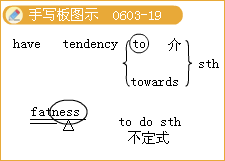 手写板图示 0603-19
have tendency to 介
sth
towards
fatness
to do sth
不定式